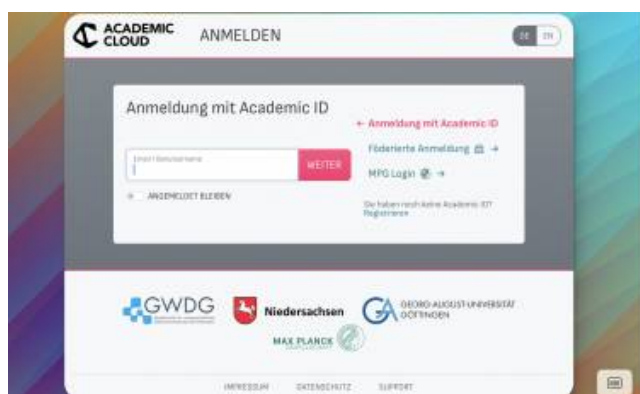 ACADEMIC
CLOUD
ANMELDEN
DE EN
Anmeldung mit Academic ID
← Anmeldung mit Academic ID
Föderierte Anmeldung →
MPG Login →
Email / Benutzername
WEITER
ANGEMELDET BLEIBEN
Sie haben noch keine Academic ID?
Registrieren
GWDG
Niedersachsen
GEORG-AUGUST-UNIVERSITÄT
GÖTTINGEN
MAX PLANCK
IMPRESSUM DATENSCHUTZ SUPPORT